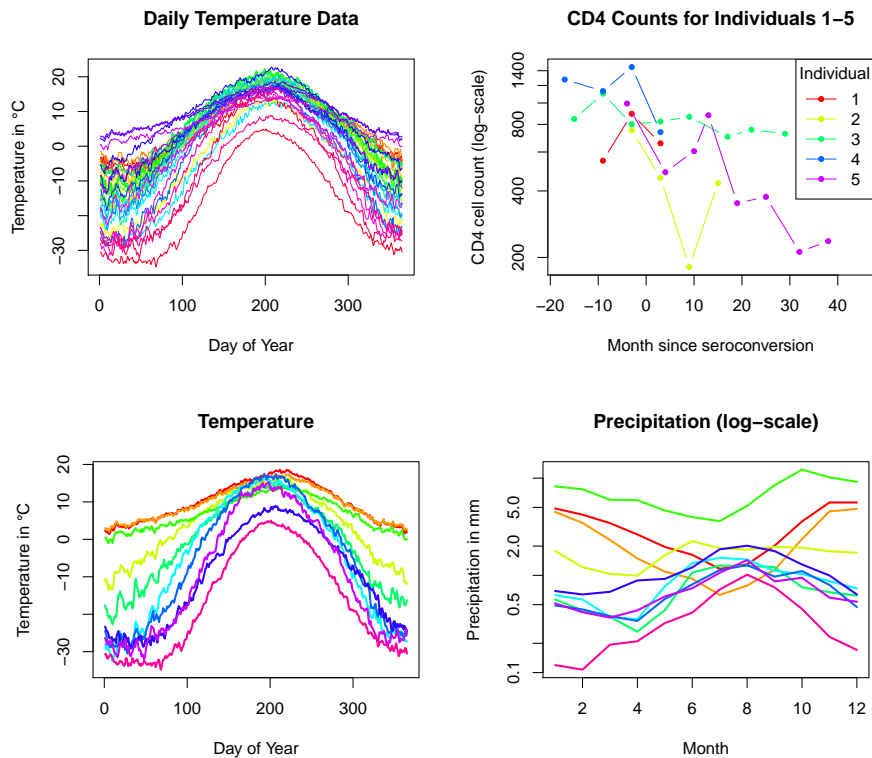 Daily Temperature Data
Temperature in °C
20
10
0
−10
−30
0 100 200 300
Day of Year
CD4 Counts for Individuals 1−5
CD4 cell count (log−scale)
1400
800
400
200
Individual
1
2
3
4
5
−20 −10 0 10 20 30 40
Month since seroconversion
Temperature
Temperature in °C
20
10
0
−10
−30
0 100 200 300
Day of Year
Precipitation (log−scale)
Precipitation in mm
5.0
2.0
0.5
0.1
2 4 6 8 10 12
Month